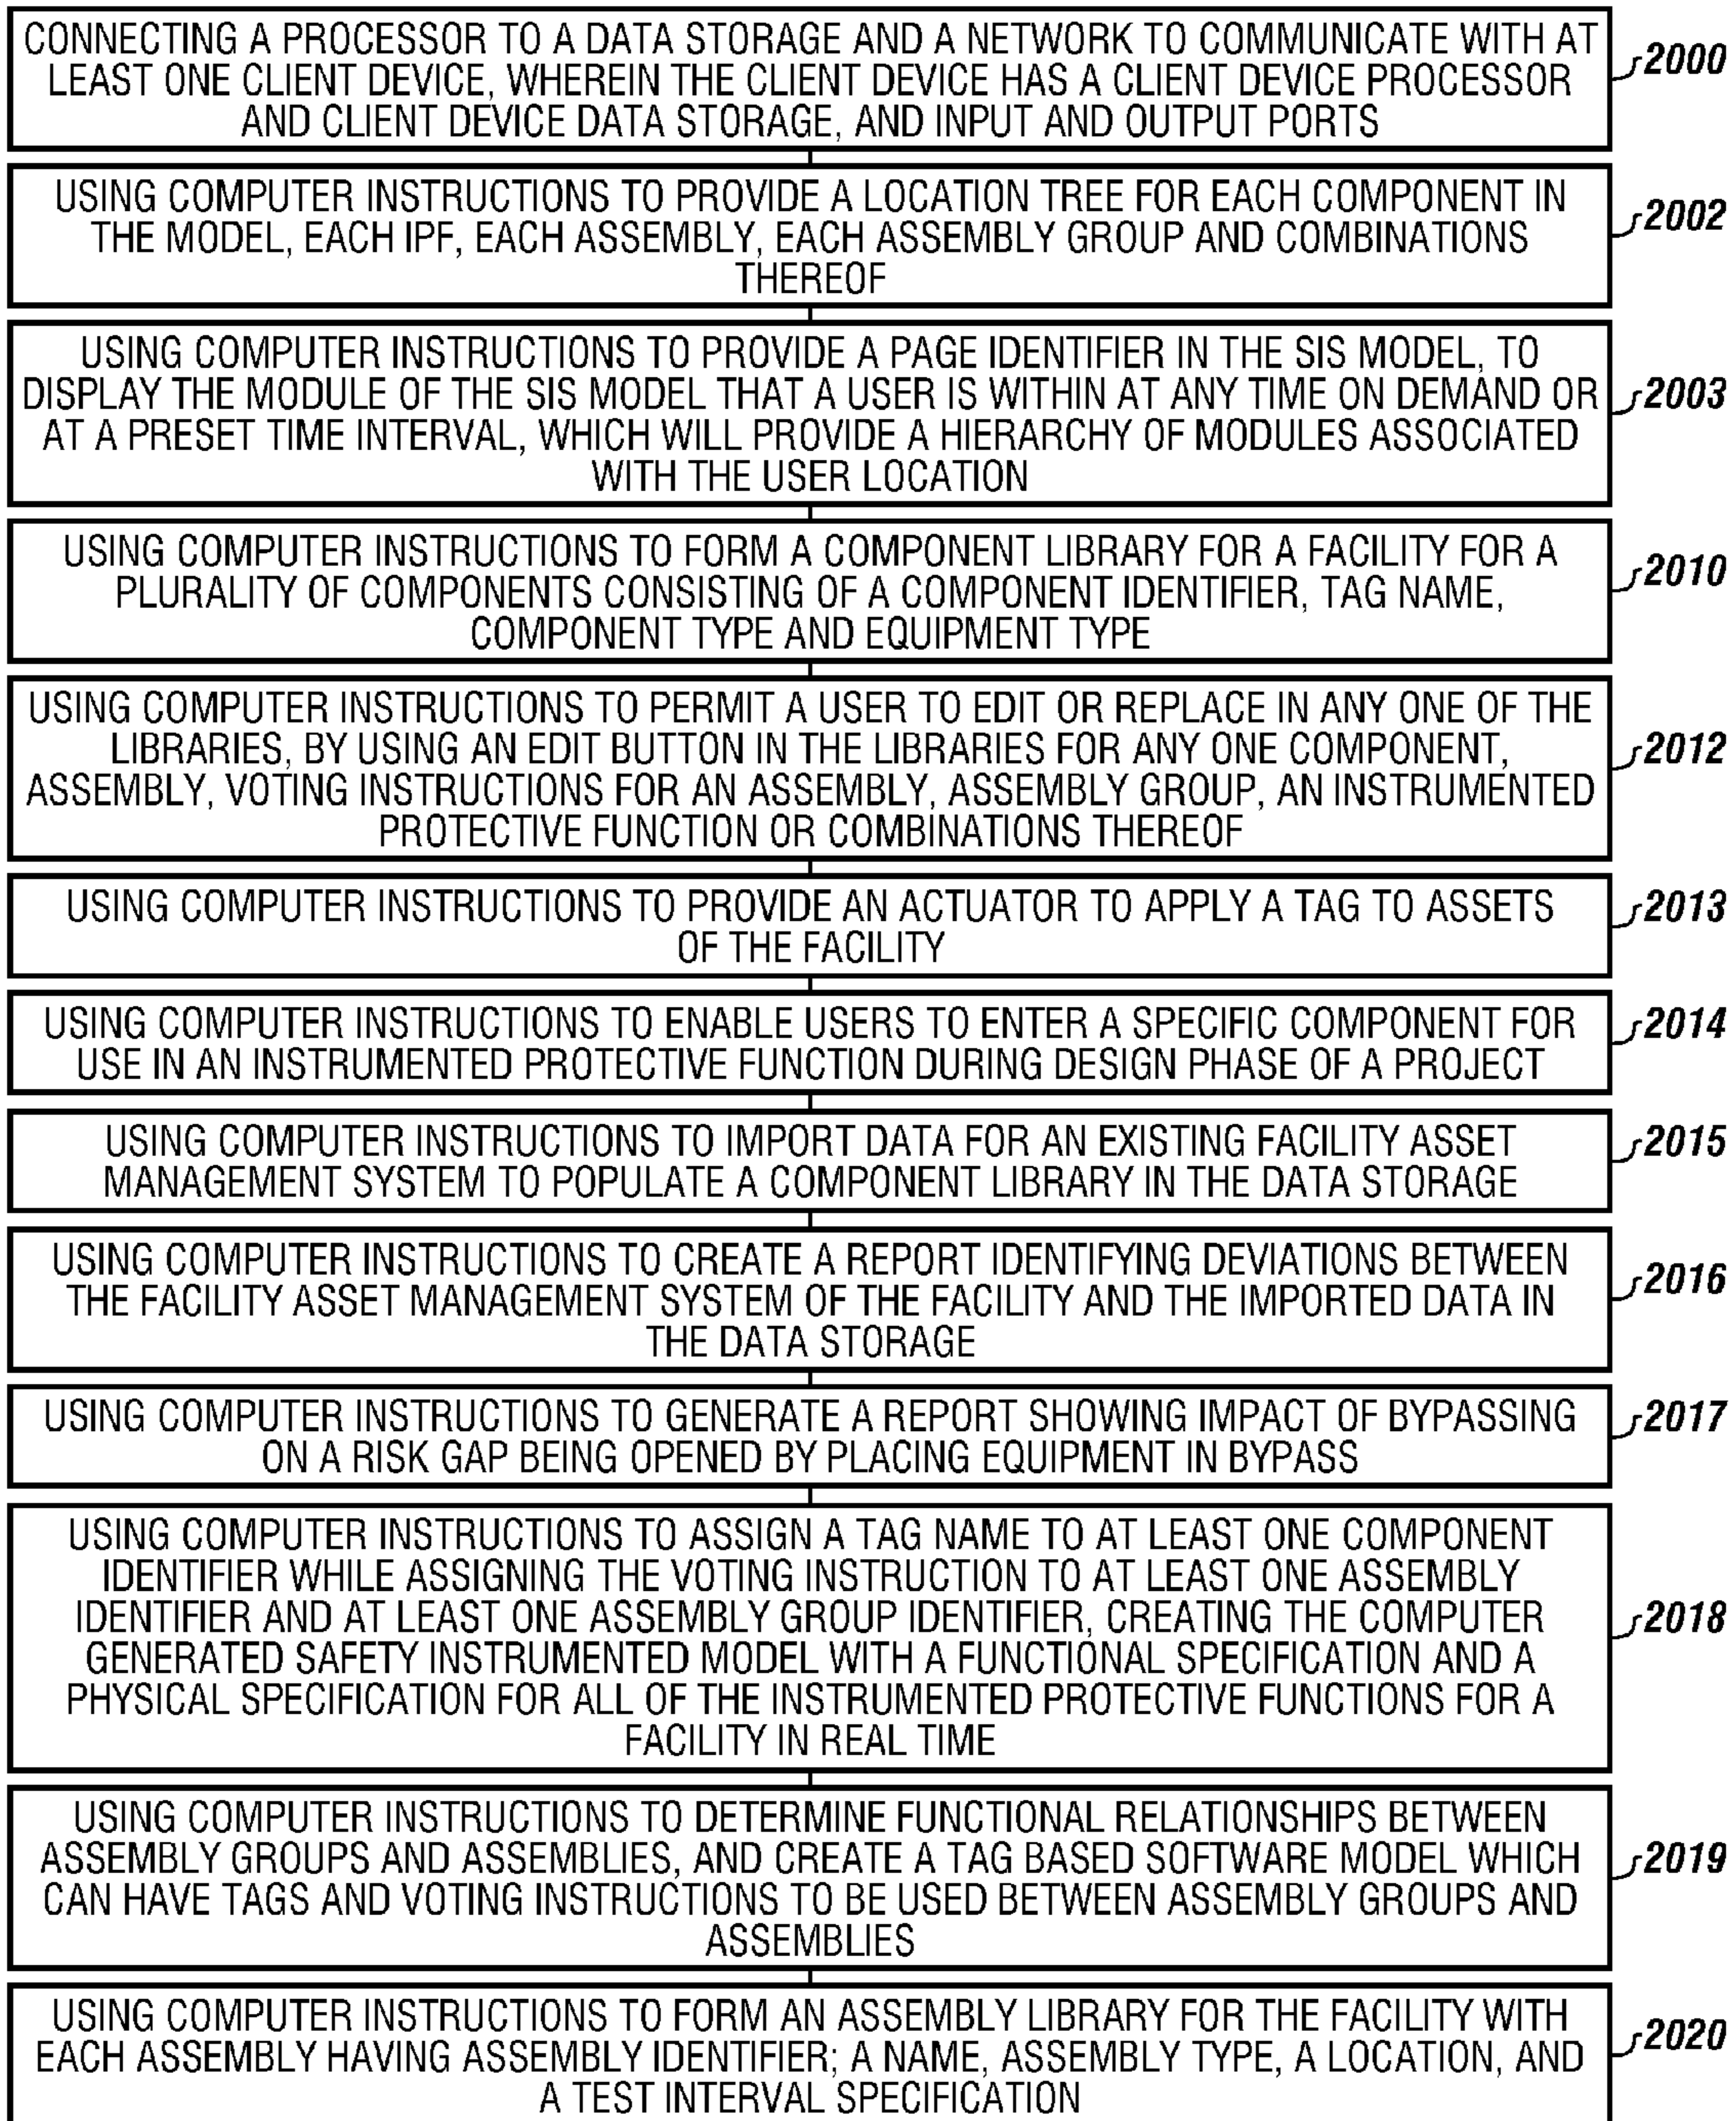 CONNECTING A PROCESSOR TO A DATA STORAGE AND A NETWORK TO COMMUNICATE WITH AT
LEAST ONE CLIENT DEVICE, WHEREIN THE CLIENT DEVICE HAS A CLIENT DEVICE PROCESSOR
AND CLIENT DEVICE DATA STORAGE, AND INPUT AND OUTPUT PORTS
2000
USING COMPUTER INSTRUCTIONS TO PROVIDE A LOCATION TREE FOR EACH COMPONENT IN
THE MODEL, EACH IPF, EACH ASSEMBLY, EACH ASSEMBLY GROUP AND COMBINATIONS
THEREOF
2002
USING COMPUTER INSTRUCTIONS TO PROVIDE A PAGE IDENTIFIER IN THE SIS MODEL, TO
DISPLAY THE MODULE OF THE SIS MODEL THAT A USER IS WITHIN AT ANY TIME ON DEMAND OR
AT A PRESET TIME INTERVAL, WHICH WILL PROVIDE A HIERARCHY OF MODULES ASSOCIATED
WITH THE USER LOCATION
2003
USING COMPUTER INSTRUCTIONS TO FORM A COMPONENT LIBRARY FOR A FACILITY FOR A
PLURALITY OF COMPONENTS CONSISTING OF A COMPONENT IDENTIFIER, TAG NAME,
COMPONENT TYPE AND EQUIPMENT TYPE
2010
USING COMPUTER INSTRUCTIONS TO PERMIT A USER TO EDIT OR REPLACE IN ANY ONE OF THE
LIBRARIES, BY USING AN EDIT BUTTON IN THE LIBRARIES FOR ANY ONE COMPONENT,
ASSEMBLY, VOTING INSTRUCTIONS FOR AN ASSEMBLY, ASSEMBLY GROUP, AN INSTRUMENTED
PROTECTIVE FUNCTION OR COMBINATIONS THEREOF
2012
USING COMPUTER INSTRUCTIONS TO PROVIDE AN ACTUATOR TO APPLY A TAG TO ASSETS
OF THE FACILITY
2013
USING COMPUTER INSTRUCTIONS TO ENABLE USERS TO ENTER A SPECIFIC COMPONENT FOR
USE IN AN INSTRUMENTED PROTECTIVE FUNCTION DURING DESIGN PHASE OF A PROJECT
2014
USING COMPUTER INSTRUCTIONS TO IMPORT DATA FOR AN EXISTING FACILITY ASSET
MANAGEMENT SYSTEM TO POPULATE A COMPONENT LIBRARY IN THE DATA STORAGE
2015
USING COMPUTER INSTRUCTIONS TO CREATE A REPORT IDENTIFYING DEVIATIONS BETWEEN
THE FACILITY ASSET MANAGEMENT SYSTEM OF THE FACILITY AND THE IMPORTED DATA IN
THE DATA STORAGE
2016
USING COMPUTER INSTRUCTIONS TO GENERATE A REPORT SHOWING IMPACT OF BYPASSING
ON A RISK GAP BEING OPENED BY PLACING EQUIPMENT IN BYPASS
2017
USING COMPUTER INSTRUCTIONS TO ASSIGN A TAG NAME TO AT LEAST ONE COMPONENT
IDENTIFIER WHILE ASSIGNING THE VOTING INSTRUCTION TO AT LEAST ONE ASSEMBLY
IDENTIFIER AND AT LEAST ONE ASSEMBLY GROUP IDENTIFIER, CREATING THE COMPUTER
GENERATED SAFETY INSTRUMENTED MODEL WITH A FUNCTIONAL SPECIFICATION AND A
PHYSICAL SPECIFICATION FOR ALL OF THE INSTRUMENTED PROTECTIVE FUNCTIONS FOR A
FACILITY IN REAL TIME
2018
USING COMPUTER INSTRUCTIONS TO DETERMINE FUNCTIONAL RELATIONSHIPS BETWEEN
ASSEMBLY GROUPS AND ASSEMBLIES, AND CREATE A TAG BASED SOFTWARE MODEL WHICH
CAN HAVE TAGS AND VOTING INSTRUCTIONS TO BE USED BETWEEN ASSEMBLY GROUPS AND
ASSEMBLIES
2019
USING COMPUTER INSTRUCTIONS TO FORM AN ASSEMBLY LIBRARY FOR THE FACILITY WITH
EACH ASSEMBLY HAVING ASSEMBLY IDENTIFIER; A NAME, ASSEMBLY TYPE, A LOCATION, AND
A TEST INTERVAL SPECIFICATION
2020